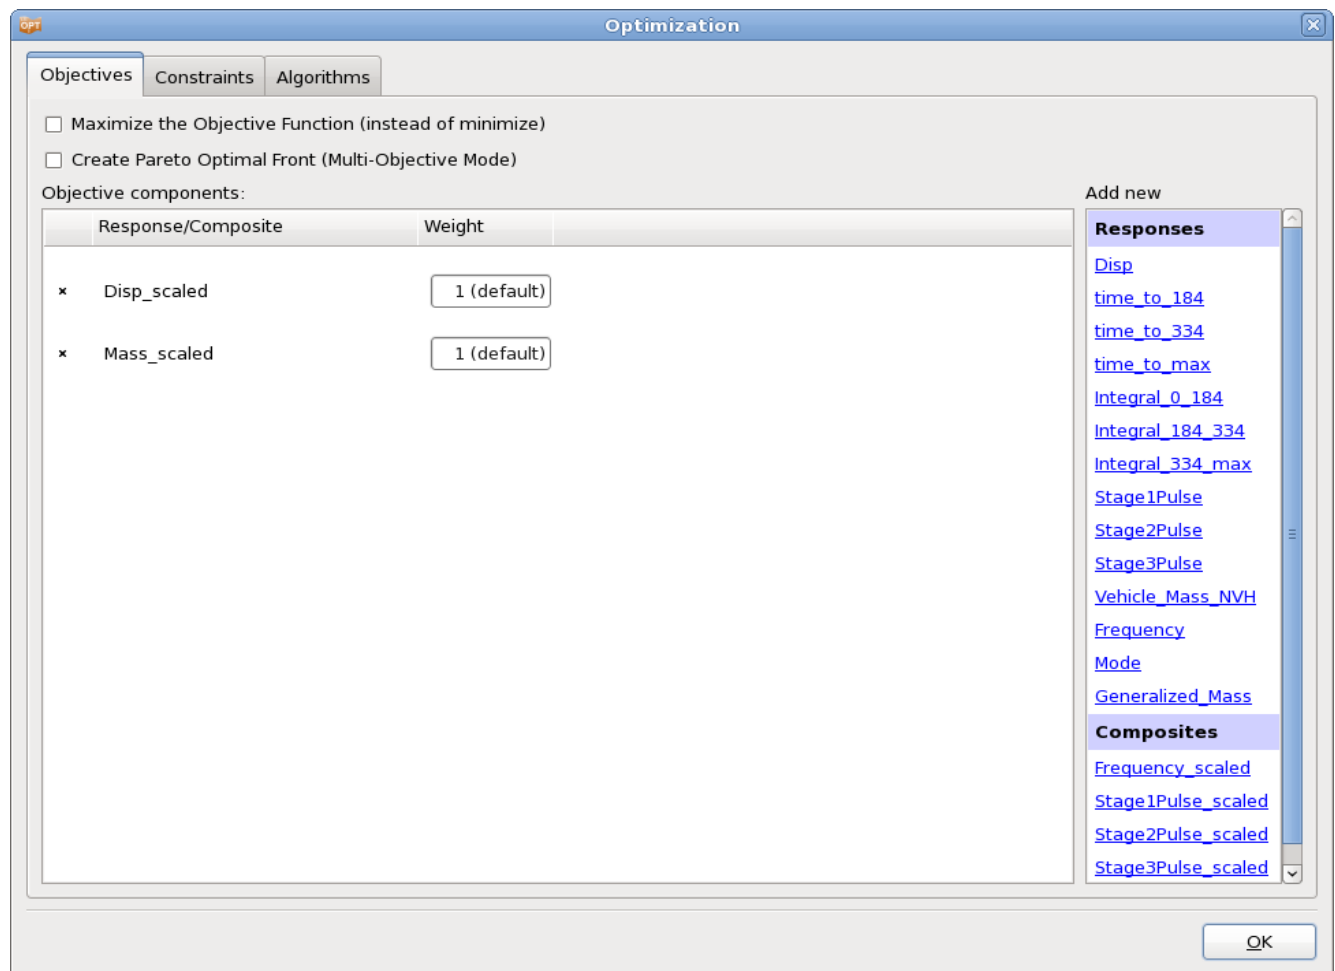 OPT
Optimization
Objectives Constraints Algorithms
Maximize the Objective Function (instead of minimize)
Create Pareto Optimal Front (Multi-Objective Mode)
Objective components:
Response/Composite Weight
Disp_scaled 1 (default)
Mass_scaled 1 (default)
Add new
Responses
Disp
time_to_184
time_to_334
time_to_max
Integral_0_184
Integral_184_334
Integral_334_max
Stage1Pulse
Stage2Pulse
Stage3Pulse
Vehicle_Mass_NVH
Frequency
Mode
Generalized_Mass
Composites
Frequency_scaled
Stage1Pulse_scaled
Stage2Pulse_scaled
Stage3Pulse_scaled
OK